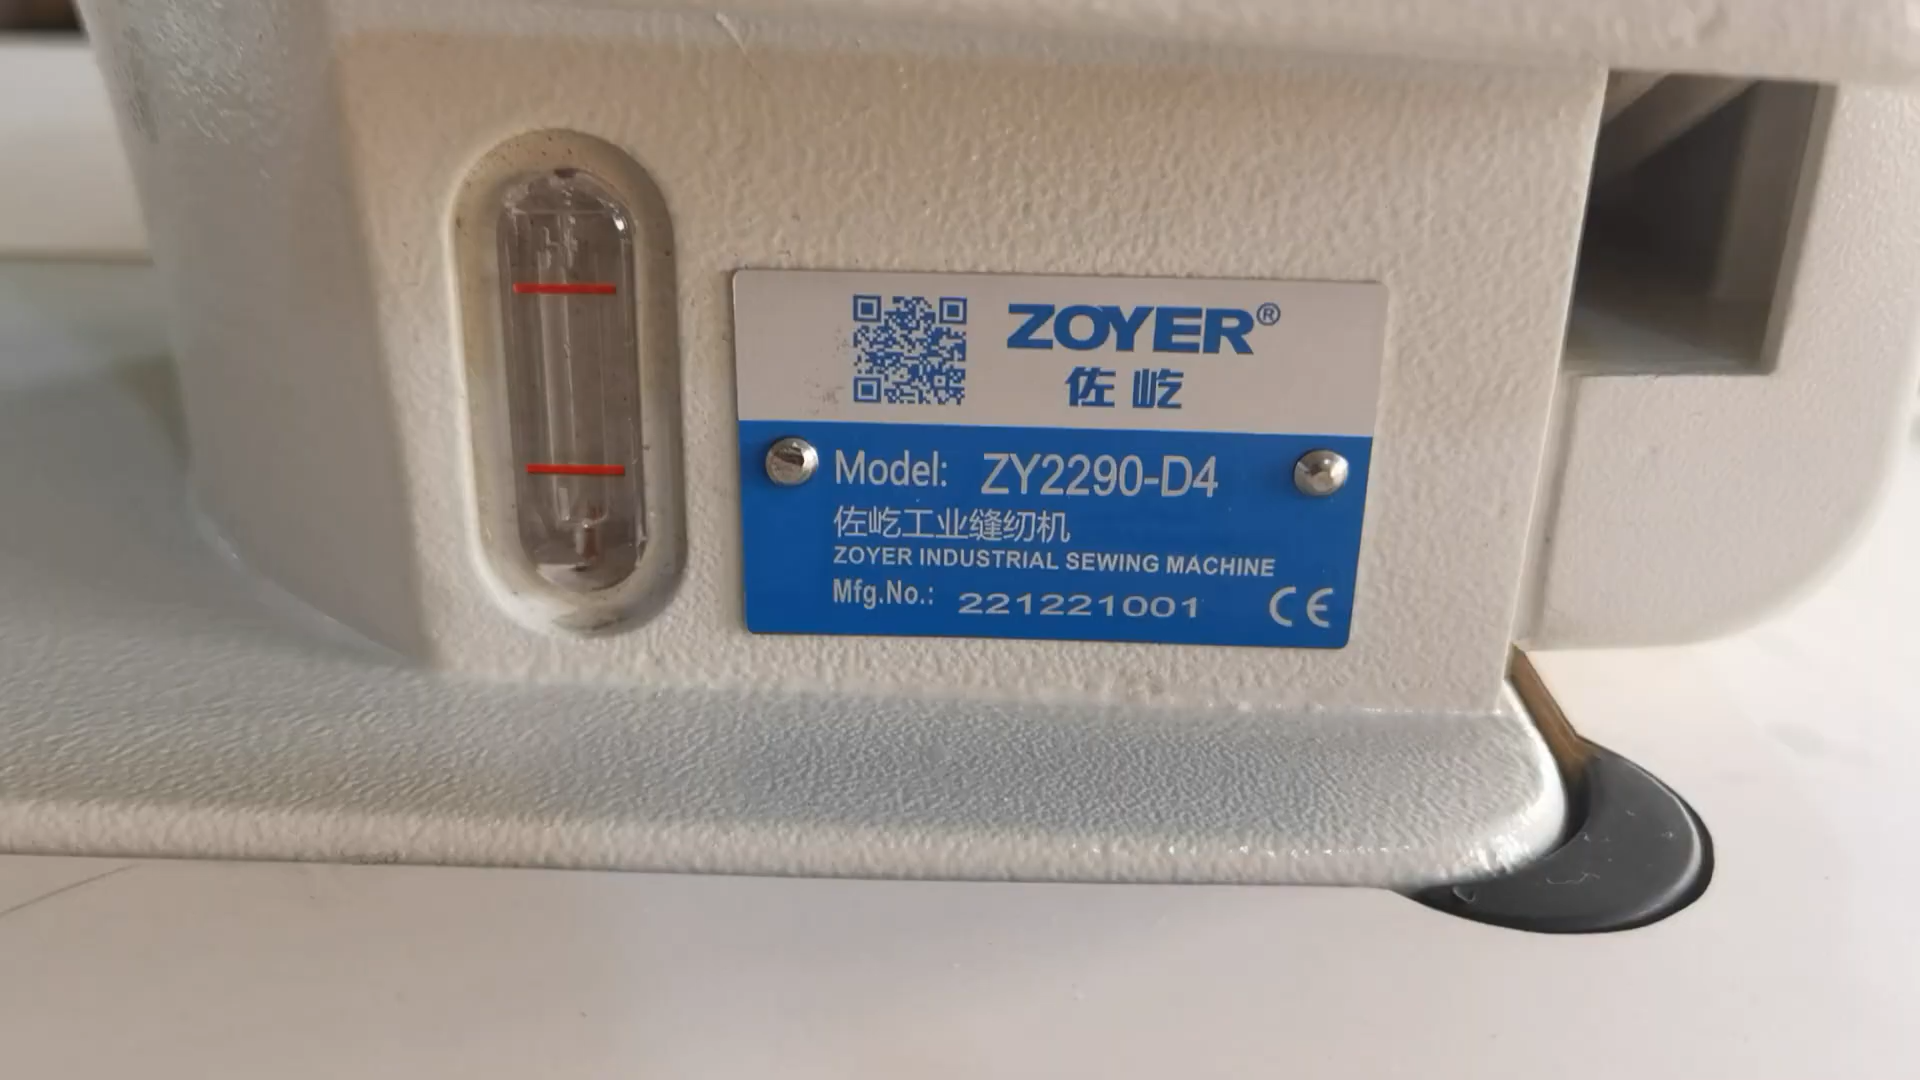 ZOYER®
佐屹
Model: ZY2290-D4
佐屹工业缝纫机
ZOYER INDUSTRIAL SEWING MACHINE
Mfg.No.: 221221001
CE